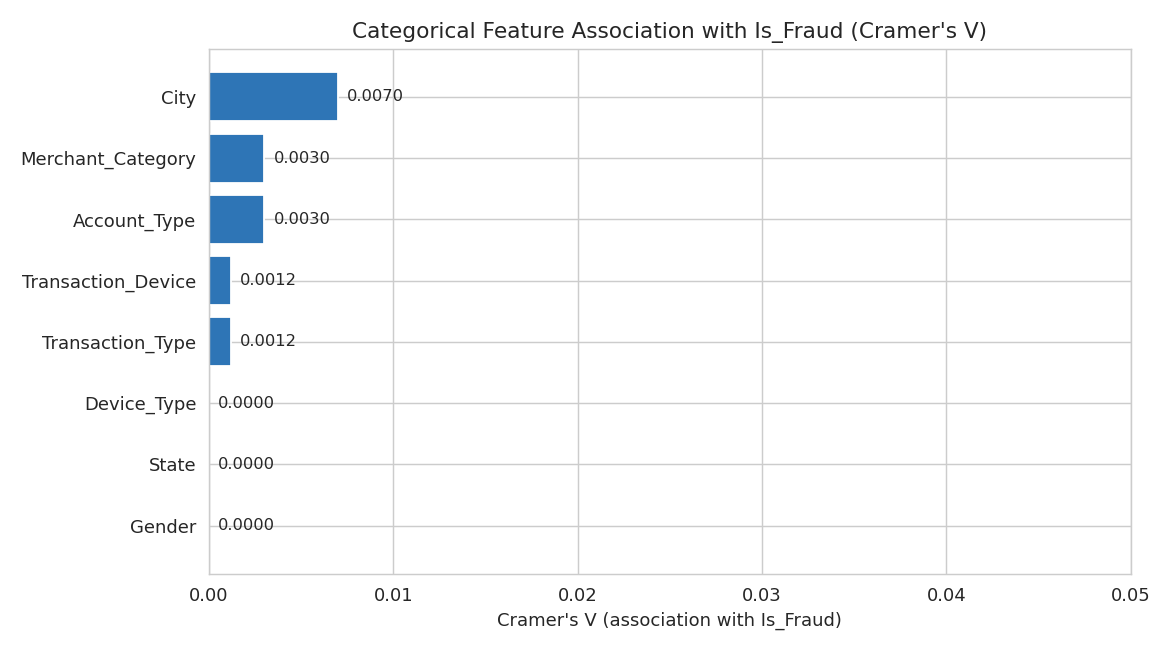 Categorical Feature Association with Is_Fraud (Cramer's V)
City 0.0070
Merchant_Category 0.0030
Account_Type 0.0030
Transaction_Device 0.0012
Transaction_Type 0.0012
Device_Type 0.0000
State 0.0000
Gender 0.0000
0.00 0.01 0.02 0.03 0.04 0.05
Cramer's V (association with Is_Fraud)